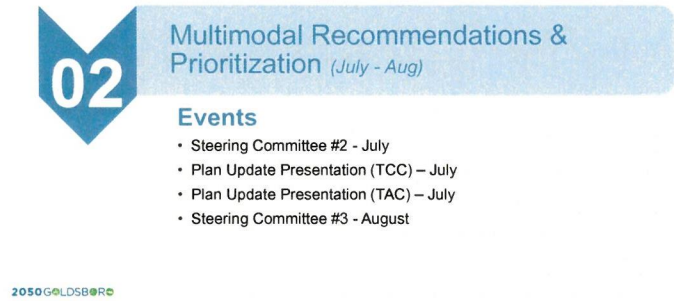 02
Multimodal Recommendations &
Prioritization (July - Aug)
Events
• Steering Committee #2 - July
• Plan Update Presentation (TCC) – July
• Plan Update Presentation (TAC) – July
• Steering Committee #3 - August
2050GOLDSBORO